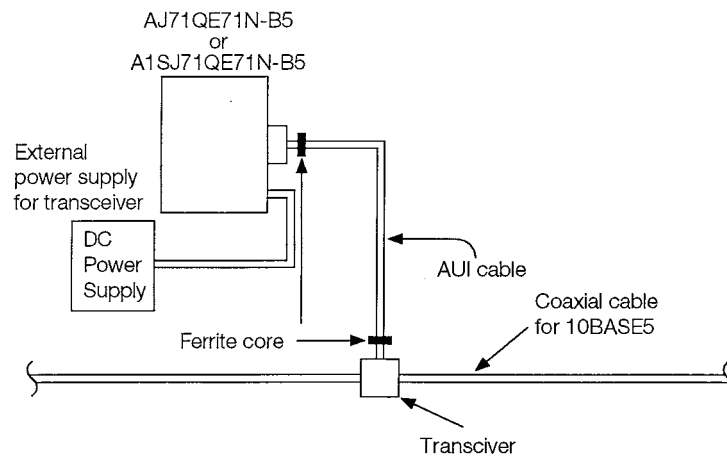 AJ71QE71N-B5
or
A1SJ71QE71N-B5
External
power supply
for transceiver
DC
Power
Supply
AUI cable
Coaxial cable
for 10BASE5
Ferrite core
Transciver